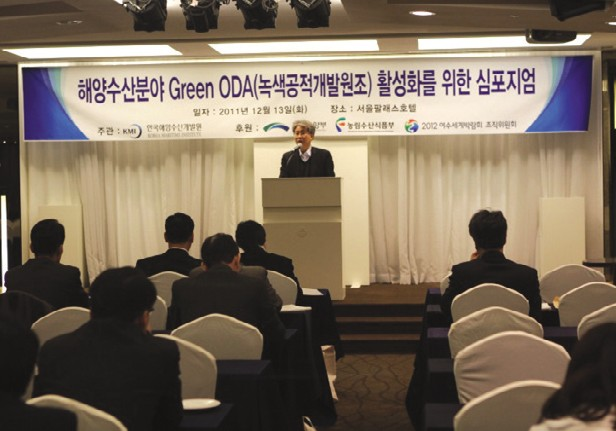 해양수산분야 Green ODA(녹색공적개발원조) 활성화를 위한 심포지엄
일자 : 2011년 12월 13일(화) 장소 : 서울팔래스호텔
주관 : KMI 한국해양수산개발원 후원 : 농림수산식품부 2012 여수세계박람회 조직위원회
KOREA MARITIME INSTITUTE